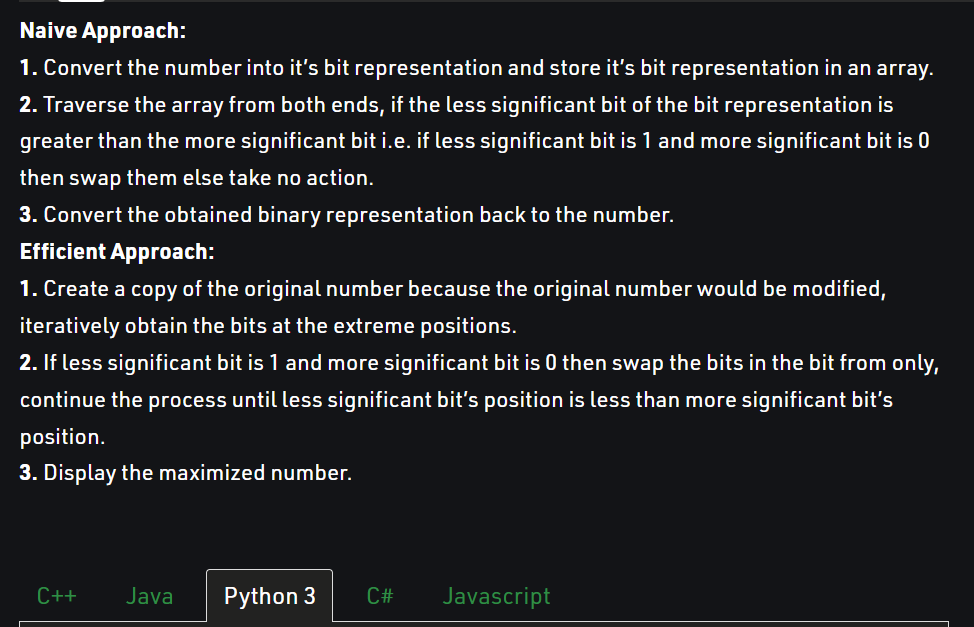 Naive Approach:
1. Convert the number into it's bit representation and store it's bit representation in an array.
2. Traverse the array from both ends, if the less significant bit of the bit representation is
greater than the more significant bit i.e. if less significant bit is 1 and more significant bit is 0
then swap them else take no action.
3. Convert the obtained binary representation back to the number.
Efficient Approach:
1. Create a copy of the original number because the original number would be modified,
iteratively obtain the bits at the extreme positions.
2. If less significant bit is 1 and more significant bit is 0 then swap the bits in the bit from only,
continue the process until less significant bit's position is less than more significant bit's
position.
3. Display the maximized number.
C++ Java Python 3 C# Javascript